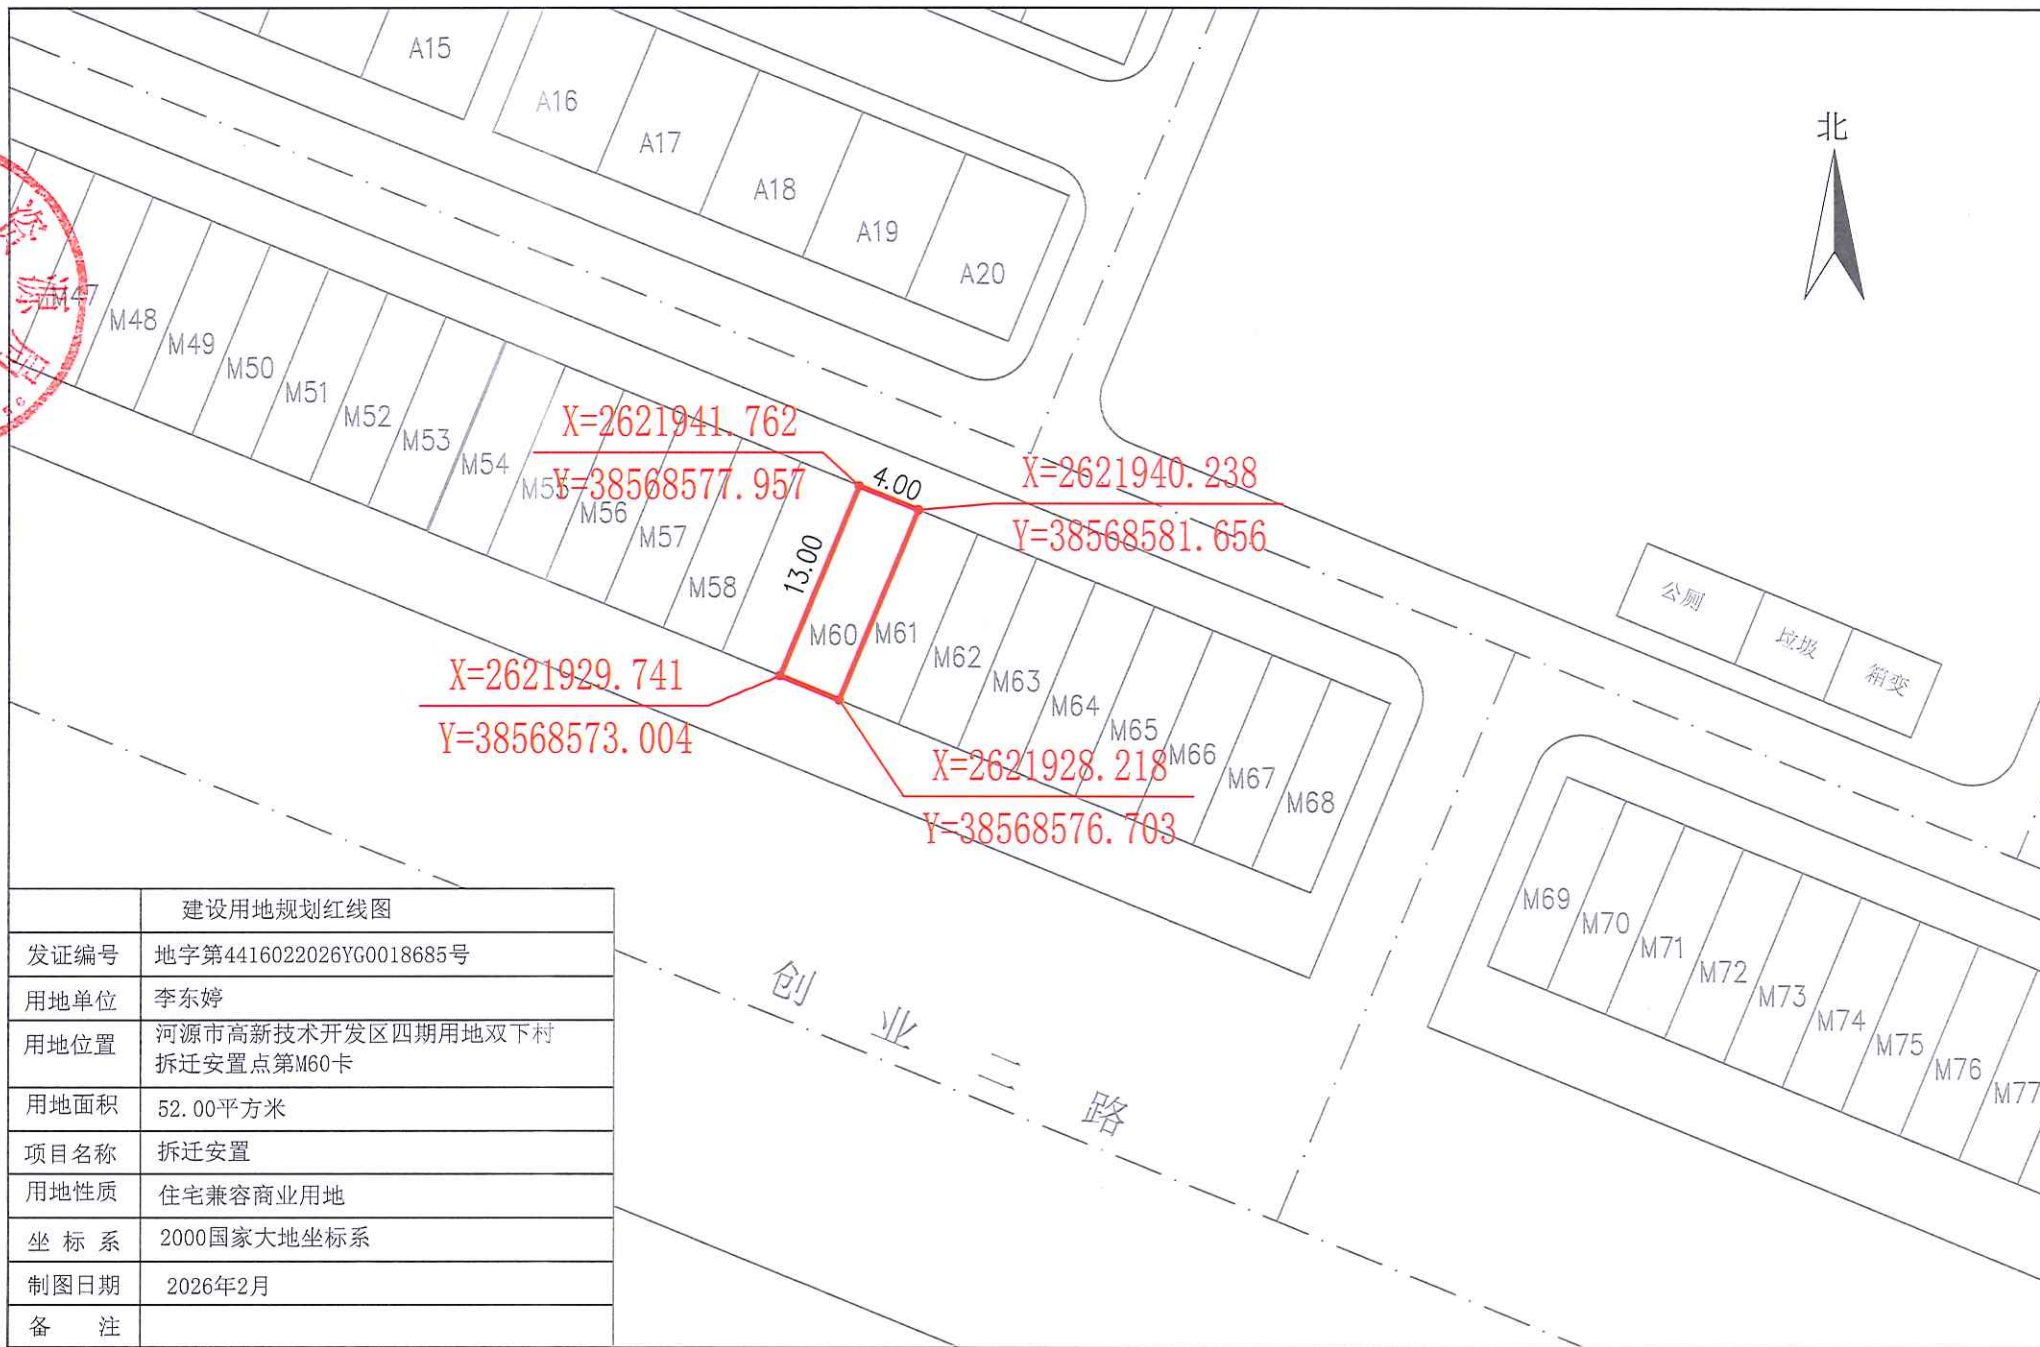 A15
A16
A17
A18
A19
A20
北
资
源
局
M47
M48
M49
M50
M51
M52
M53
M54
M55
M56
M57
M58
M60
M61
M62
M63
M64
M65
M66
M67
M68
X=2621941.762
Y=38568577.957
4.00
13.00
X=2621940.238
Y=38568581.656
X=2621929.741
Y=38568573.004
X=2621928.218
Y=38568576.703
公厕
垃圾
箱变
M69
M70
M71
M72
M73
M74
M75
M76
M77
创业三路
建设用地规划红线图
发证编号 地字第4416022026YG0018685号
用地单位 李东婷
用地位置 河源市高新技术开发区四期用地双下村
拆迁安置点第M60卡
用地面积 52.00平方米
项目名称 拆迁安置
用地性质 住宅兼容商业用地
坐标系 2000国家大地坐标系
制图日期 2026年2月
备注